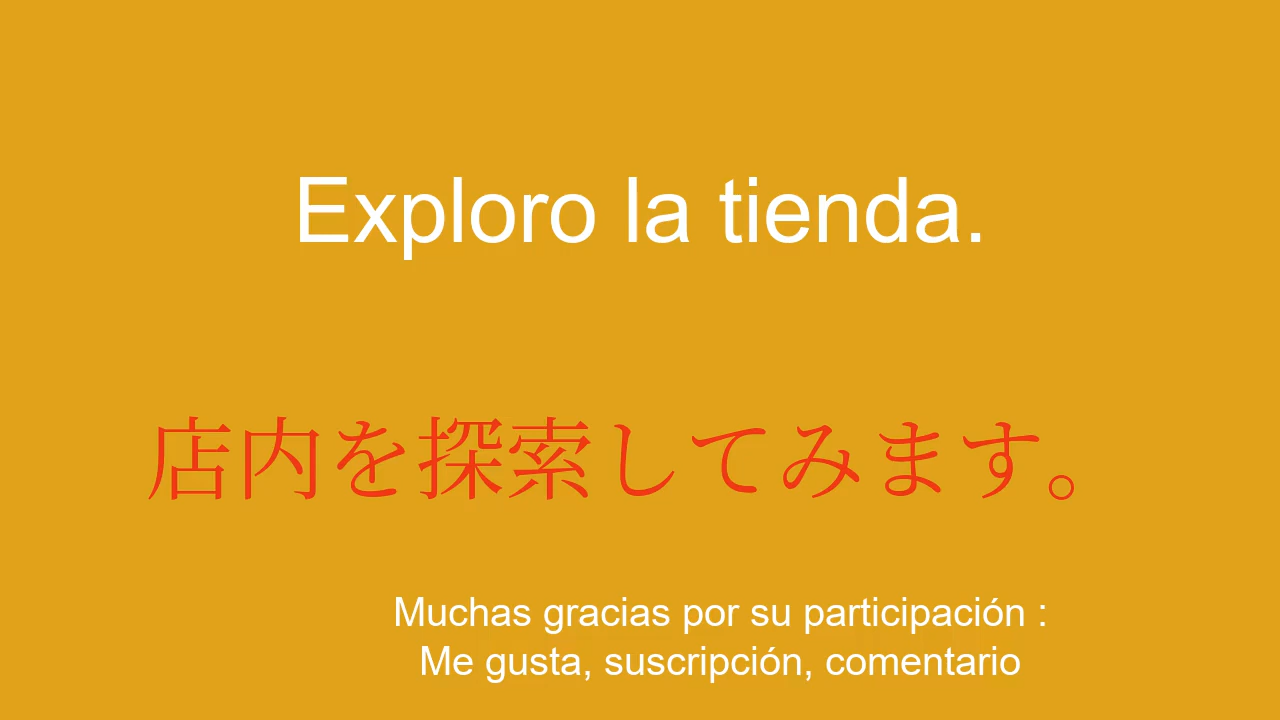 Exploro la tienda.
店内を探索してみます。
Muchas gracias por su participación :
Me gusta, suscripción, comentario